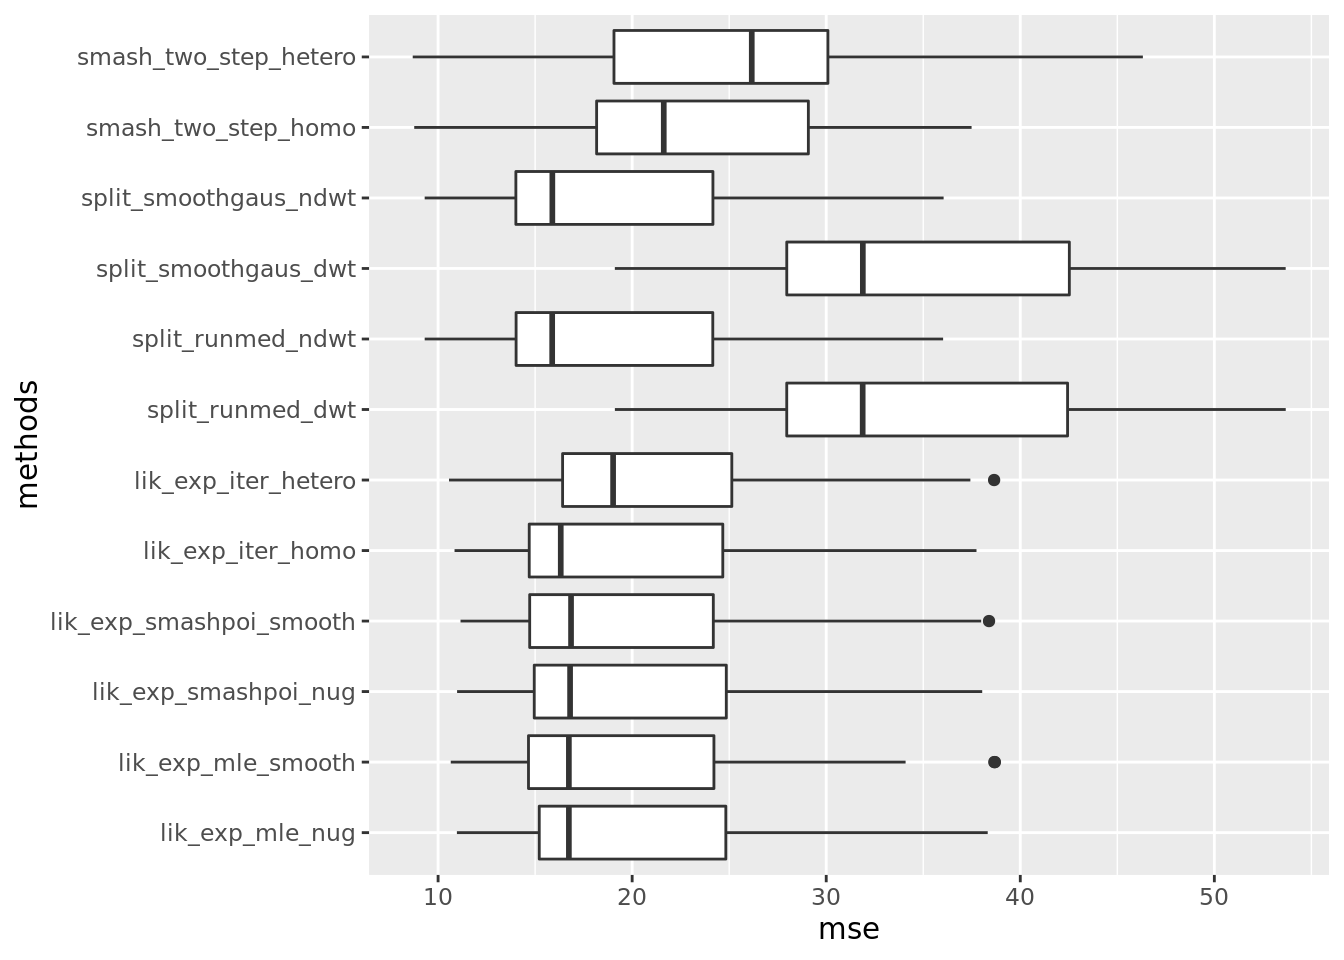 smash_two_step_hetero
smash_two_step_homo
split_smoothgaus_ndwt
split_smoothgaus_dwt
split_runmed_ndwt
split_runmed_dwt
lik_exp_iter_hetero
lik_exp_iter_homo
lik_exp_smashpoi_smooth
lik_exp_smashpoi_nug
lik_exp_mle_smooth
lik_exp_mle_nug
methods
10 20 30 40 50
mse